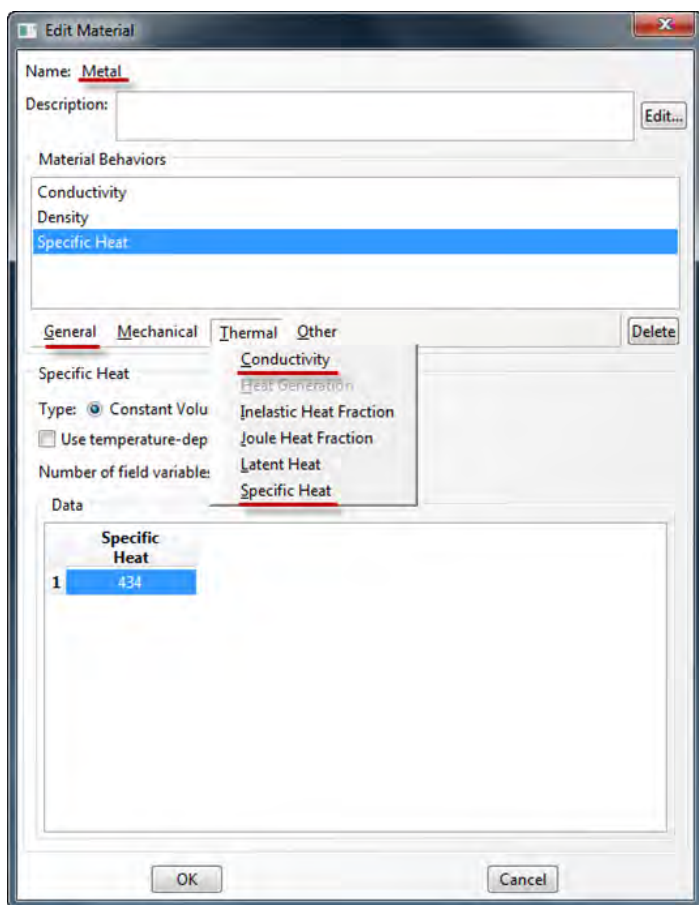 Edit Material
Name: Metal
Description:
Edit...
Material Behaviors
Conductivity
Density
Specific Heat
General Mechanical Thermal Other Delete
Conductivity
Heat Generation
Inelastic Heat Fraction
Joule Heat Fraction
Latent Heat
Specific Heat
Specific Heat
Type: Constant Volu
Use temperature-dep
Number of field variables
Data
Specific
Heat
1 434
OK Cancel